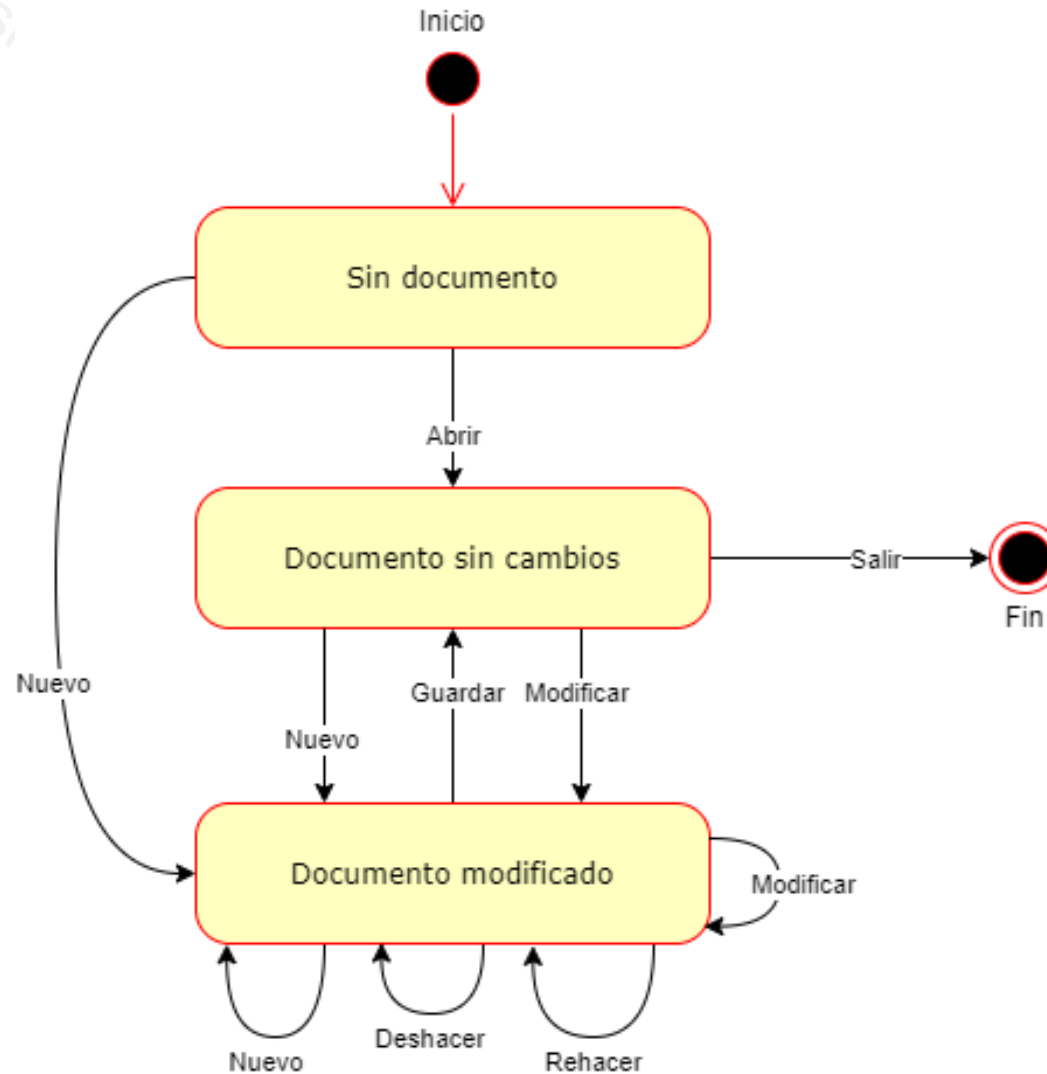 Inicio
Sin documento
Abrir
Documento sin cambios
Salir
Fin
Nuevo
Guardar
Modificar
Nuevo
Documento modificado
Modificar
Deshacer
Nuevo
Rehacer